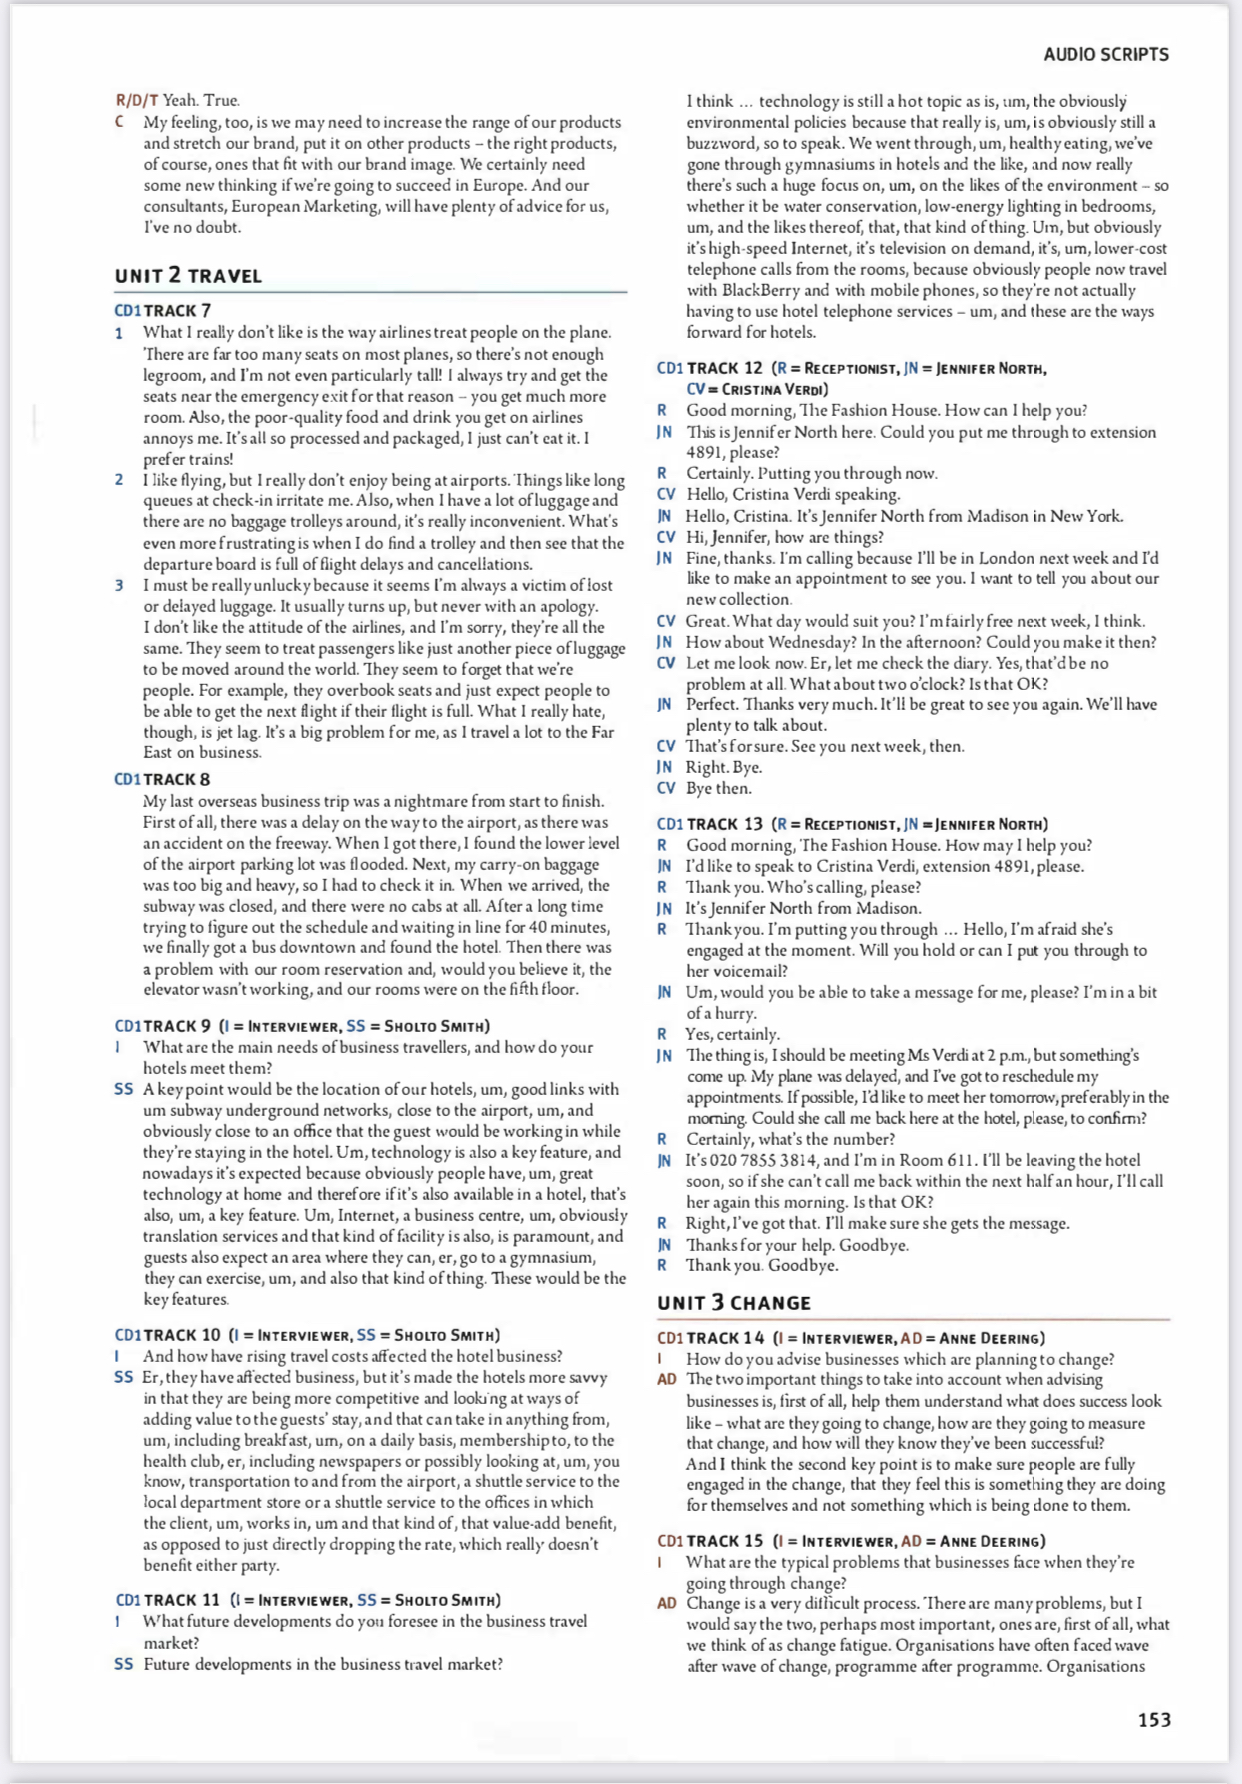 AUDIO SCRIPTS
R/D/T Yeah. True.
C My feeling, too, is we may need to increase the range of our products
and stretch our brand, put it on other products – the right products,
of course, ones that fit with our brand image. We certainly need
some new thinking if we're going to succeed in Europe. And our
consultants, European Marketing, will have plenty of advice for us,
I've no doubt.
UNIT 2 TRAVEL
CD1 TRACK 7
1 What I really don't like is the way airlines treat people on the plane.
There are far too many seats on most planes, so there's not enough
legroom, and I'm not even particularly tall! I always try and get the
seats near the emergency exit for that reason – you get much more
room. Also, the poor-quality food and drink you get on airlines
annoys me. It's all so processed and packaged, I just can't eat it. I
prefer trains!
2 I like flying, but I really don't enjoy being at airports. Things like long
queues at check-in irritate me. Also, when I have a lot of luggage and
there are no baggage trolleys around, it's really inconvenient. What's
even more frustrating is when I do find a trolley and then see that the
departure board is full of flight delays and cancellations.
3 I must be really unlucky because it seems I'm always a victim of lost
or delayed luggage. It usually turns up, but never with an apology.
I don't like the attitude of the airlines, and I'm sorry, they're all the
same. They seem to treat passengers like just another piece of luggage
to be moved around the world. They seem to forget that we're
people. For example, they overbook seats and just expect people to
be able to get the next flight if their flight is full. What I really hate,
though, is jet lag. It's a big problem for me, as I travel a lot to the Far
East on business.
CD1 TRACK 8
My last overseas business trip was a nightmare from start to finish.
First of all, there was a delay on the way to the airport, as there was
an accident on the freeway. When I got there, I found the lower level
of the airport parking lot was flooded. Next, my carry-on baggage
was too big and heavy, so I had to check it in. When we arrived, the
subway was closed, and there were no cabs at all. After a long time
trying to figure out the schedule and waiting in line for 40 minutes,
we finally got a bus downtown and found the hotel. Then there was
a problem with our room reservation and, would you believe it, the
elevator wasn't working, and our rooms were on the fifth floor.
CD1 TRACK 9 (I = INTERVIEWER, SS = SHOLTO SMITH)
I What are the main needs of business travellers, and how do your
hotels meet them?
SS A key point would be the location of our hotels, um, good links with
um subway underground networks, close to the airport, um, and
obviously close to an office that the guest would be working in while
they're staying in the hotel. Um, technology is also a key feature, and
nowadays it's expected because obviously people have, um, great
technology at home and therefore if it's also available in a hotel, that's
also, um, a key feature. Um, Internet, a business centre, um, obviously
translation services and that kind of facility is also, is paramount, and
guests also expect an area where they can, er, go to a gymnasium,
they can exercise, um, and also that kind of thing. These would be the
key features.
CD1 TRACK 10 (I = INTERVIEWER, SS = SHOLTO SMITH)
I And how have rising travel costs affected the hotel business?
SS Er, they have affected business, but it's made the hotels more savvy
in that they are being more competitive and looking at ways of
adding value to the guests' stay, and that can take in anything from,
um, including breakfast, um, on a daily basis, membership to, to the
health club, er, including newspapers or possibly looking at, um, you
know, transportation to and from the airport, a shuttle service to the
local department store or a shuttle service to the offices in which
the client, um, works in, um and that kind of, that value-add benefit,
as opposed to just directly dropping the rate, which really doesn't
benefit either party.
CD1 TRACK 11 (I = INTERVIEWER, SS = SHOLTO SMITH)
I What future developments do you foresee in the business travel
market?
SS Future developments in the business travel market?
I think ... technology is still a hot topic as is, um, the obviously
environmental policies because that really is, um, is obviously still a
buzzword, so to speak. We went through, um, healthy eating, we've
gone through gymnasiums in hotels and the like, and now really
there's such a huge focus on, um, on the likes of the environment – so
whether it be water conservation, low-energy lighting in bedrooms,
um, and the likes thereof, that, that kind of thing. Um, but obviously
it's high-speed Internet, it's television on demand, it's, um, lower-cost
telephone calls from the rooms, because obviously people now travel
with BlackBerry and with mobile phones, so they're not actually
having to use hotel telephone services – um, and these are the ways
forward for hotels.
CD1 TRACK 12 (R = RECEPTIONIST, JN = JENNIFER NORTH,
CV = CRISTINA VERDI)
R Good morning, The Fashion House. How can I help you?
JN This is Jennifer North here. Could you put me through to extension
4891, please?
R Certainly. Putting you through now.
CV Hello, Cristina Verdi speaking.
JN Hello, Cristina. It's Jennifer North from Madison in New York.
CV Hi, Jennifer, how are things?
JN Fine, thanks. I'm calling because I'll be in London next week and I'd
like to make an appointment to see you. I want to tell you about our
new collection.
CV Great. What day would suit you? I'm fairly free next week, I think.
JN How about Wednesday? In the afternoon? Could you make it then?
CV Let me look now. Er, let me check the diary. Yes, that'd be no
problem at all. What about two o'clock? Is that OK?
JN Perfect. Thanks very much. It'll be great to see you again. We'll have
plenty to talk about.
CV That's for sure. See you next week, then.
JN Right. Bye.
CV Bye then.
CD1 TRACK 13 (R = RECEPTIONIST, JN = JENNIFER NORTH)
R Good morning, The Fashion House. How may I help you?
JN I'd like to speak to Cristina Verdi, extension 4891, please.
R Thank you. Who's calling, please?
JN It's Jennifer North from Madison.
R Thank you. I'm putting you through ... Hello, I'm afraid she's
engaged at the moment. Will you hold or can I put you through to
her voicemail?
JN Um, would you be able to take a message for me, please? I'm in a bit
of a hurry.
R Yes, certainly.
JN The thing is, I should be meeting Ms Verdi at 2 p.m., but something's
come up. My plane was delayed, and I've got to reschedule my
appointments. If possible, I'd like to meet her tomorrow, preferably in the
morning. Could she call me back here at the hotel, please, to confirm?
R Certainly, what's the number?
JN It's 020 7855 3814, and I'm in Room 611. I'll be leaving the hotel
soon, so if she can't call me back within the next half an hour, I'll call
her again this morning. Is that OK?
R Right, I've got that. I'll make sure she gets the message.
JN Thanks for your help. Goodbye.
R Thank you. Goodbye.
UNIT 3 CHANGE
CD1 TRACK 14 (I = INTERVIEWER, AD = ANNE DEERING)
I How do you advise businesses which are planning to change?
AD The two important things to take into account when advising
businesses is, first of all, help them understand what does success look
like – what are they going to change, how are they going to measure
that change, and how will they know they've been successful?
And I think the second key point is to make sure people are fully
engaged in the change, that they feel this is something they are doing
for themselves and not something which is being done to them.
CD1 TRACK 15 (I = INTERVIEWER, AD = ANNE DEERING)
I What are the typical problems that businesses face when they're
going through change?
AD Change is a very difficult process. There are many problems, but I
would say the two, perhaps most important, ones are, first of all, what
we think of as change fatigue. Organisations have often faced wave
after wave of change, programme after programme. Organisations
153